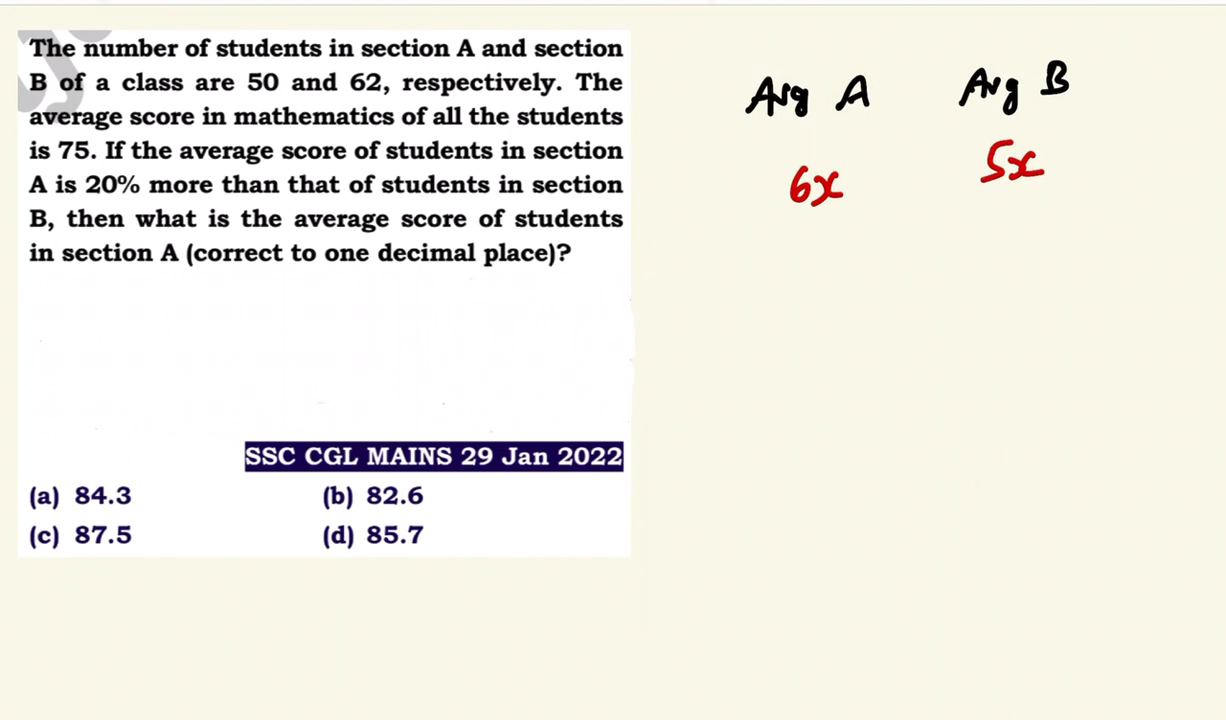 The number of students in section A and section
B of a class are 50 and 62, respectively. The
average score in mathematics of all the students
is 75. If the average score of students in section
A is 20% more than that of students in section
B, then what is the average score of students
in section A (correct to one decimal place)?
SSC CGL MAINS 29 Jan 2022
(a) 84.3 (b) 82.6
(c) 87.5 (d) 85.7
Avg A Avg B
6x 5x